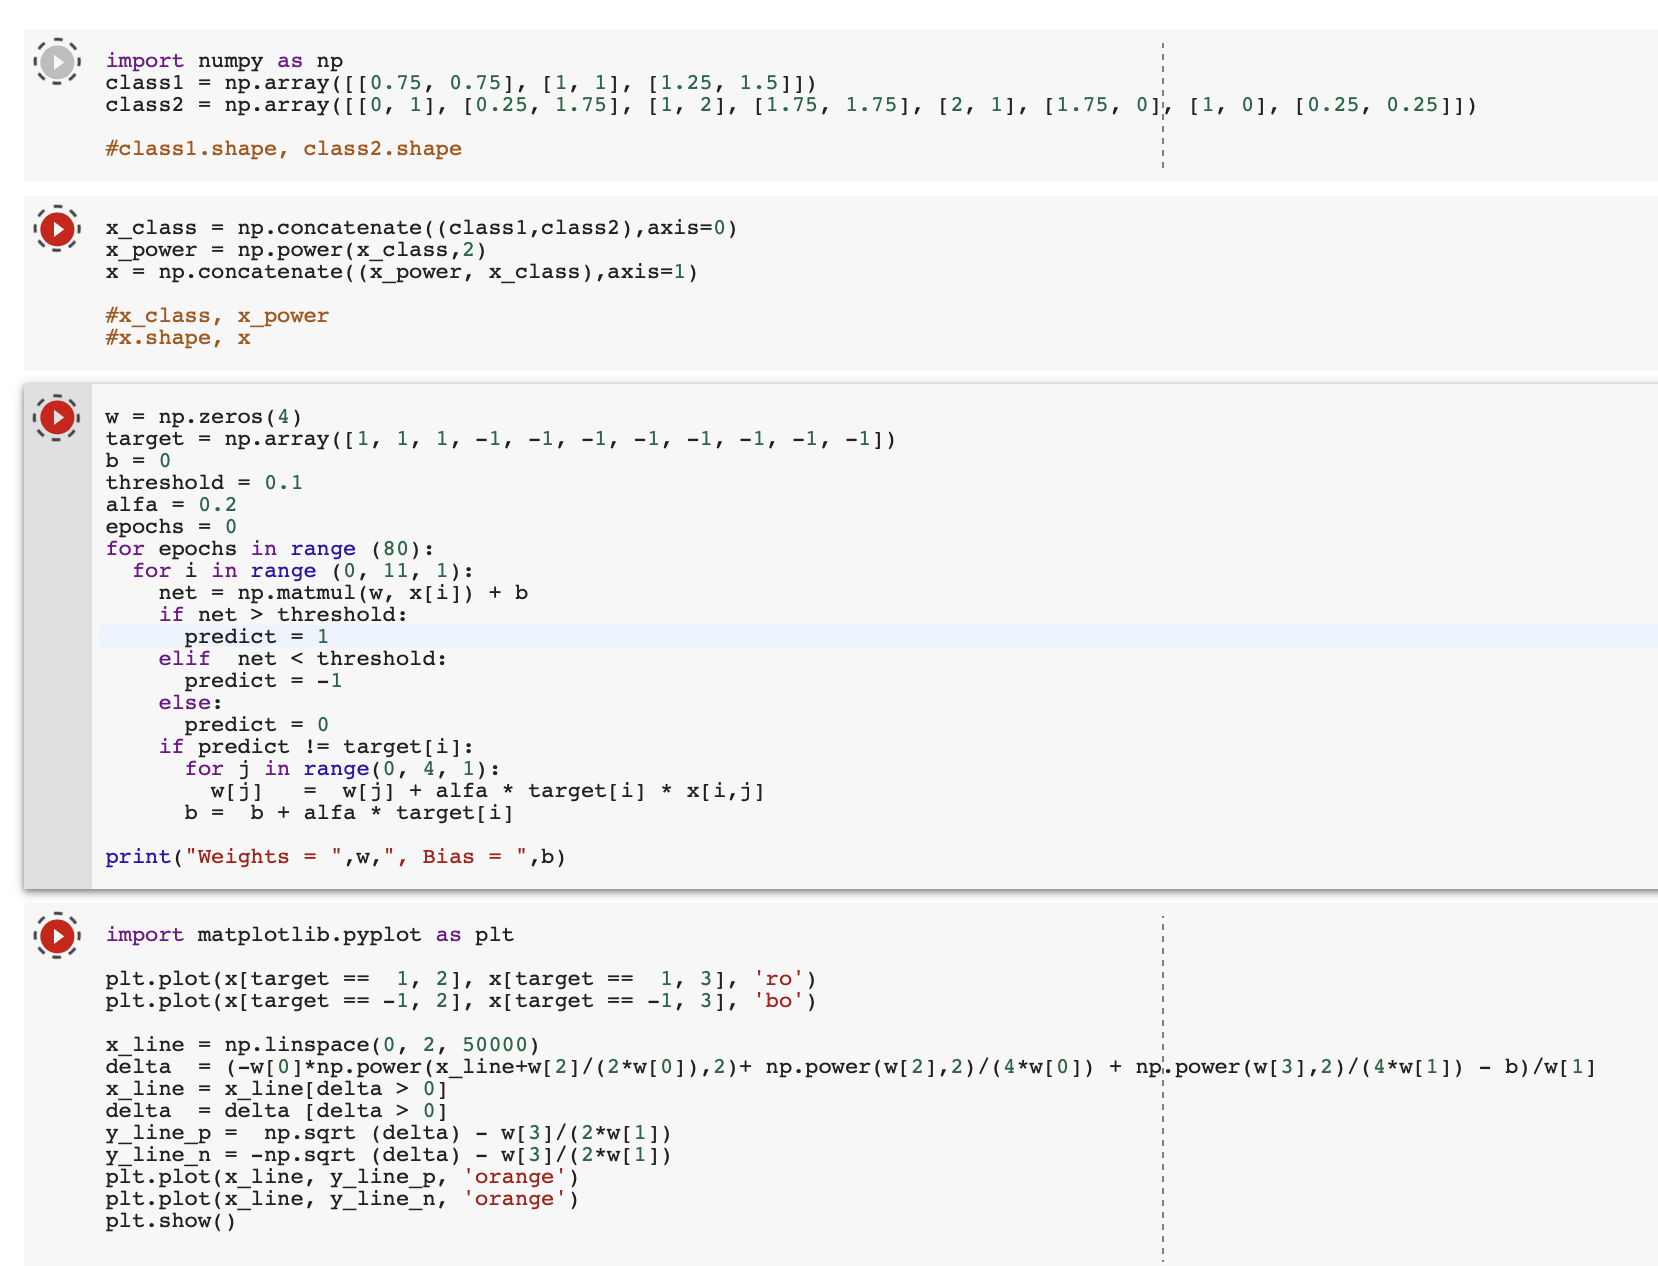 import numpy as np
class1 = np.array([[0.75, 0.75], [1, 1], [1.25, 1.5]])
class2 = np.array([[0, 1], [0.25, 1.75], [1, 2], [1.75, 1.75], [2, 1], [1.75, 0], [1, 0], [0.25, 0.25]])
#class1.shape, class2.shape
x_class = np.concatenate((class1,class2),axis=0)
x_power = np.power(x_class,2)
x = np.concatenate((x_power, x_class),axis=1)
#x_class, x_power
#x.shape, x
w = np.zeros(4)
target = np.array([1, 1, 1, -1, -1, -1, -1, -1, -1, -1, -1])
b = 0
threshold = 0.1
alfa = 0.2
epochs = 0
for epochs in range (80):
  for i in range (0, 11, 1):
    net = np.matmul(w, x[i]) + b
    if net > threshold:
      predict = 1
    elif  net < threshold:
      predict = -1
    else:
      predict = 0
    if predict != target[i]:
      for j in range(0, 4, 1):
        w[j]   =  w[j] + alfa * target[i] * x[i,j]
      b =  b + alfa * target[i]
print("Weights = ",w,", Bias = ",b)
import matplotlib.pyplot as plt
plt.plot(x[target ==  1, 2], x[target ==  1, 3], 'ro')
plt.plot(x[target == -1, 2], x[target == -1, 3], 'bo')
x_line = np.linspace(0, 2, 50000)
delta  = (-w[0]*np.power(x_line+w[2]/(2*w[0]),2)+ np.power(w[2],2)/(4*w[0]) + np.power(w[3],2)/(4*w[1]) - b)/w[1]
x_line = x_line[delta > 0]
delta  = delta [delta > 0]
y_line_p =  np.sqrt (delta) - w[3]/(2*w[1])
y_line_n = -np.sqrt (delta) - w[3]/(2*w[1])
plt.plot(x_line, y_line_p, 'orange')
plt.plot(x_line, y_line_n, 'orange')
plt.show()